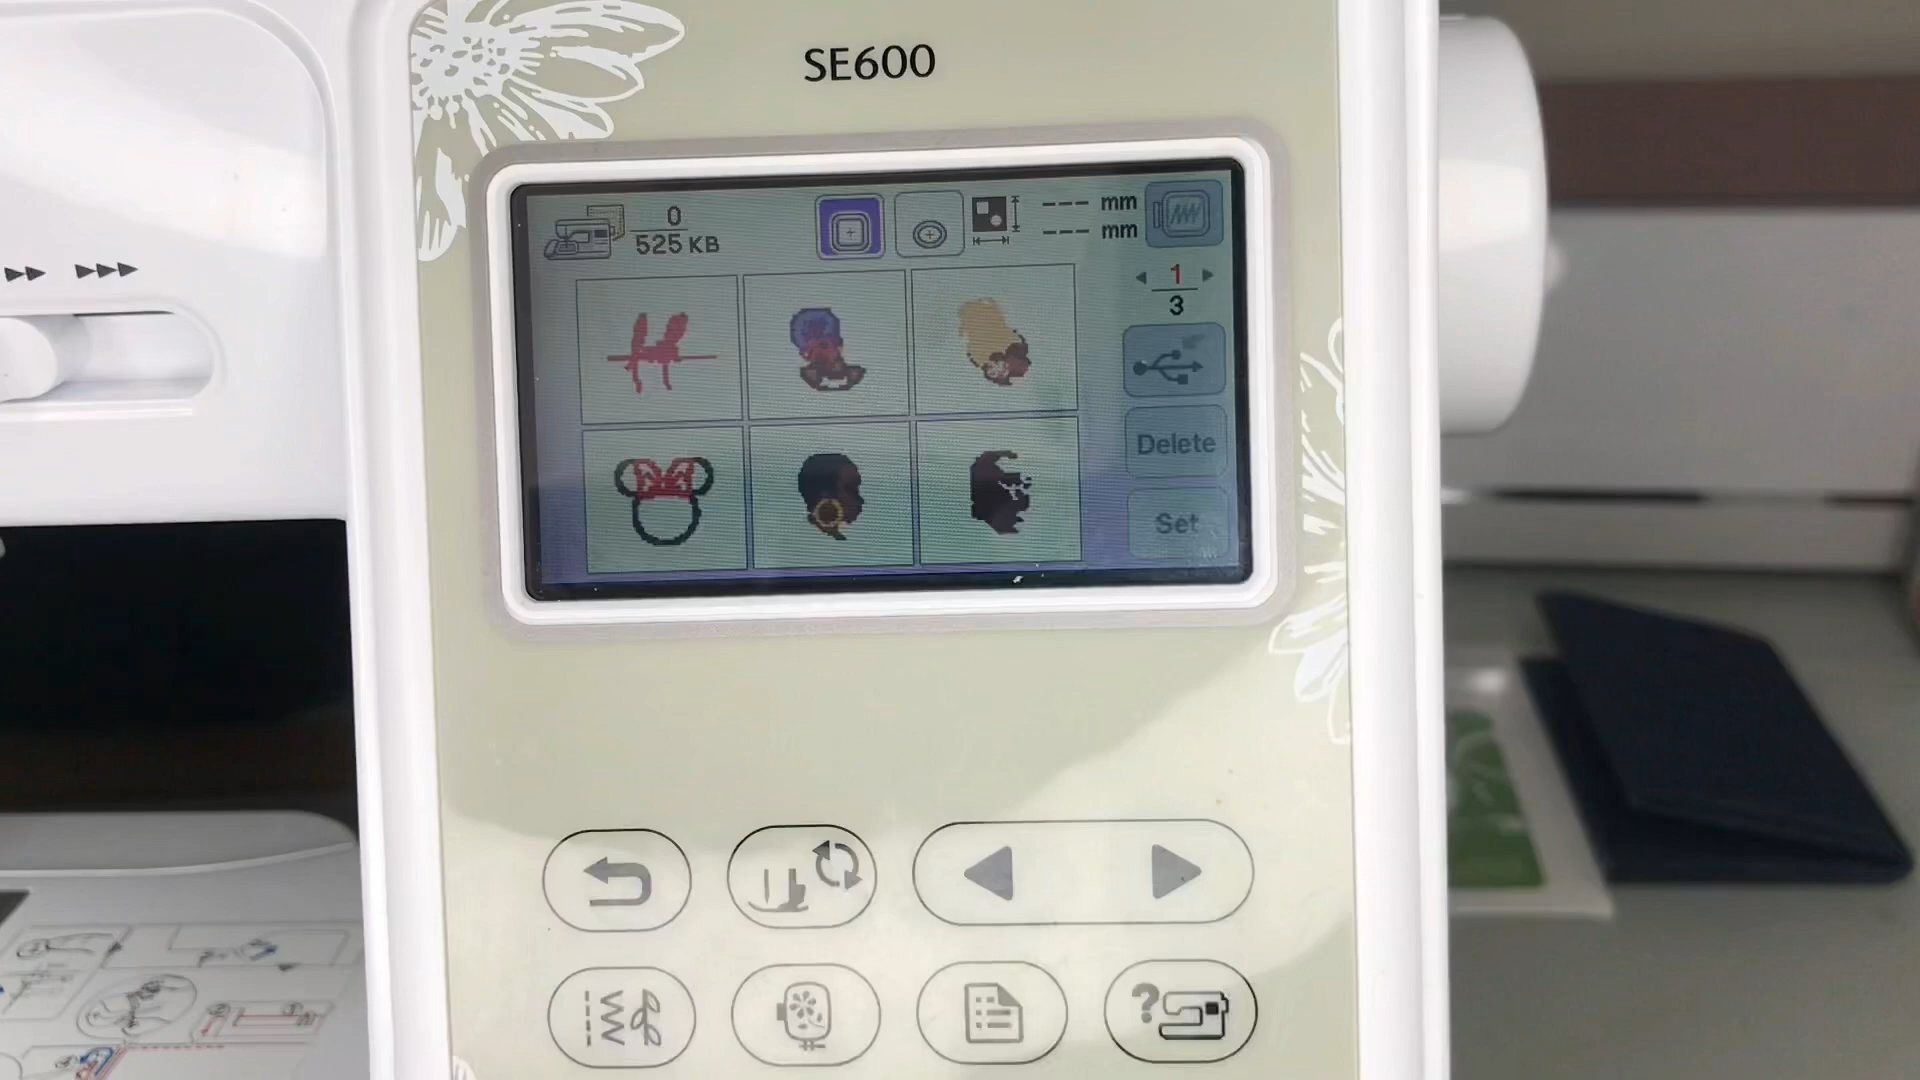 SE600
0
525 KB
--- mm
--- mm
1
3
Delete
Set
?